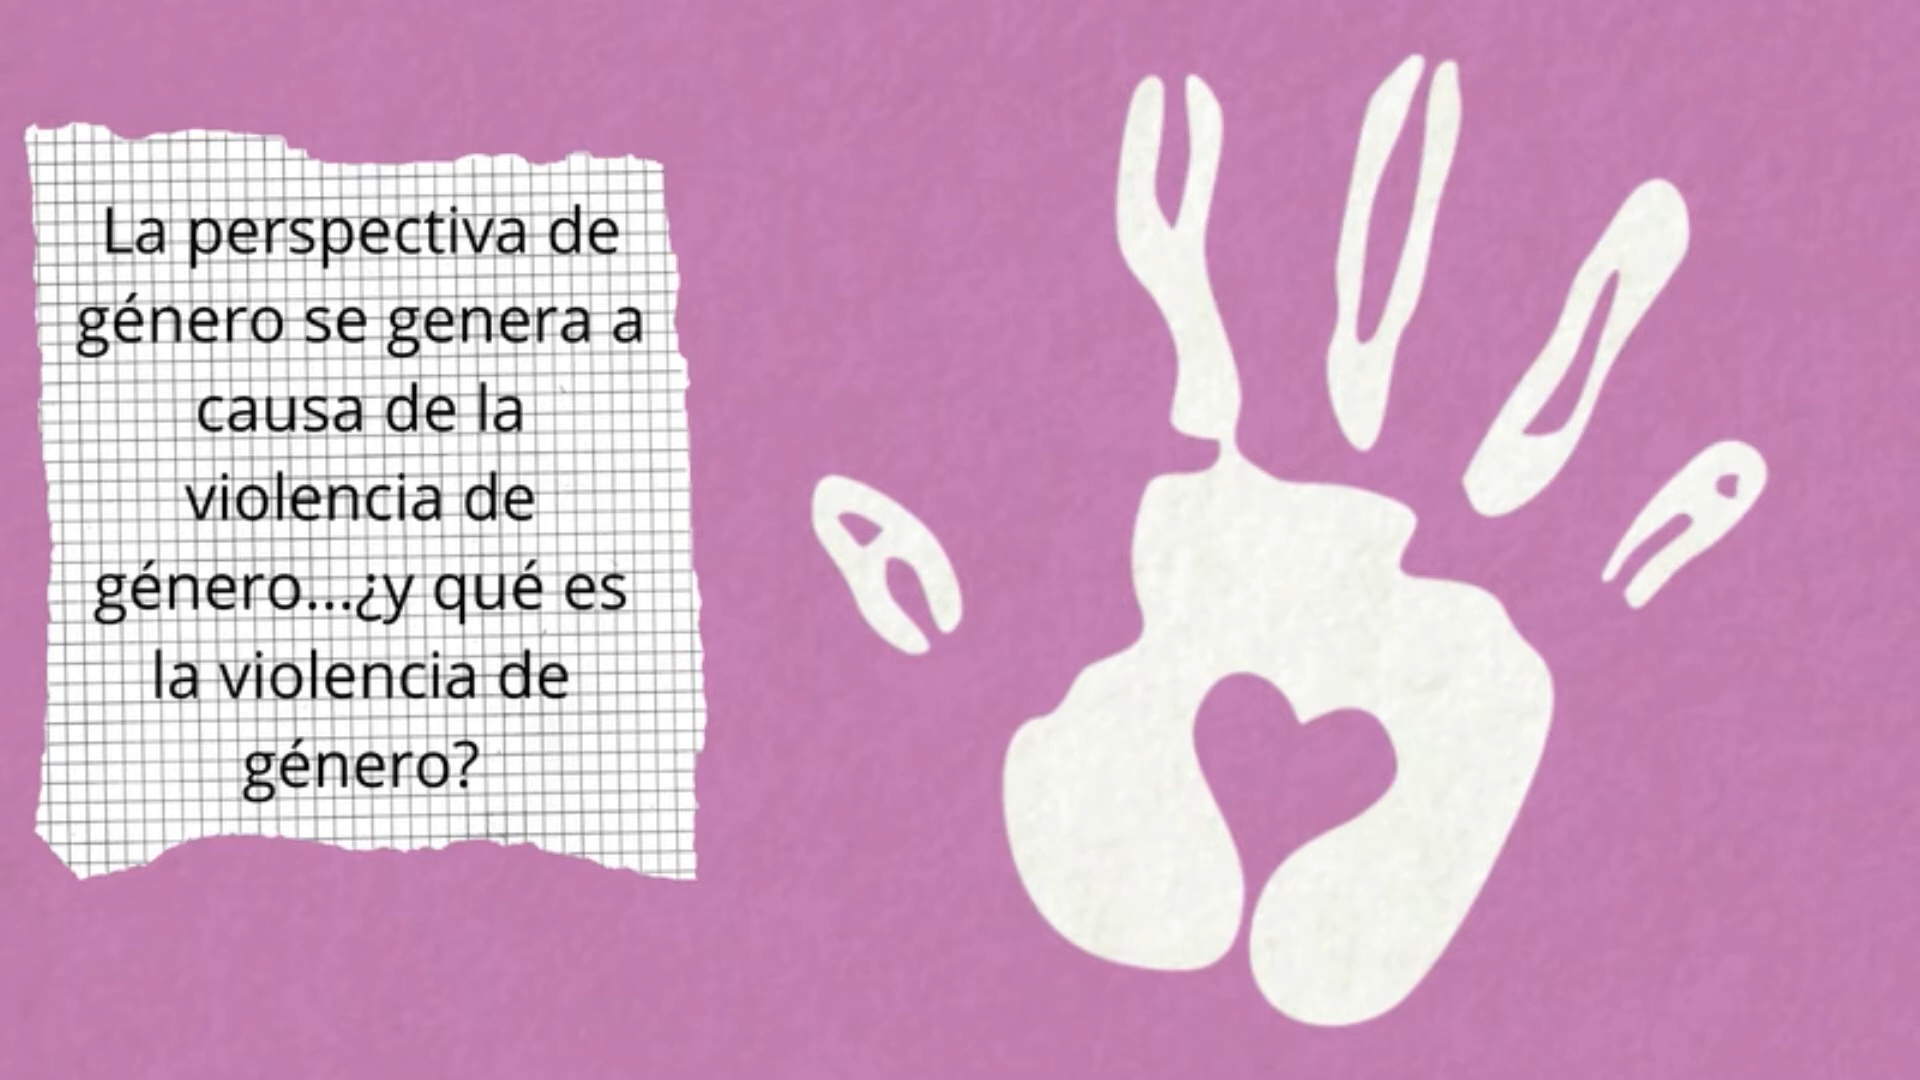 La perspectiva de
género se genera a
causa de la
violencia de
género...¿y qué es
la violencia de
género?